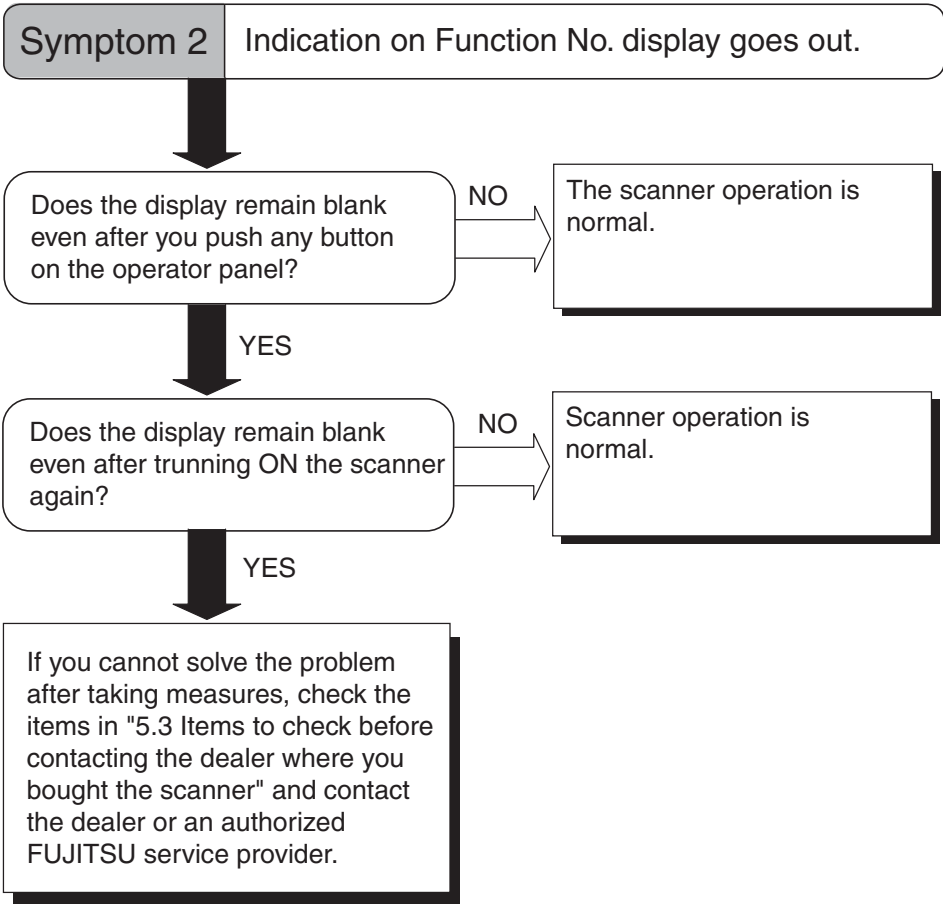 Symptom 2 Indication on Function No. display goes out.
Does the display remain blank
even after you push any button
on the operator panel?
NO
The scanner operation is
normal.
YES
Does the display remain blank
even after trunning ON the scanner
again?
NO
Scanner operation is
normal.
YES
If you cannot solve the problem
after taking measures, check the
items in "5.3 Items to check before
contacting the dealer where you
bought the scanner" and contact
the dealer or an authorized
FUJITSU service provider.